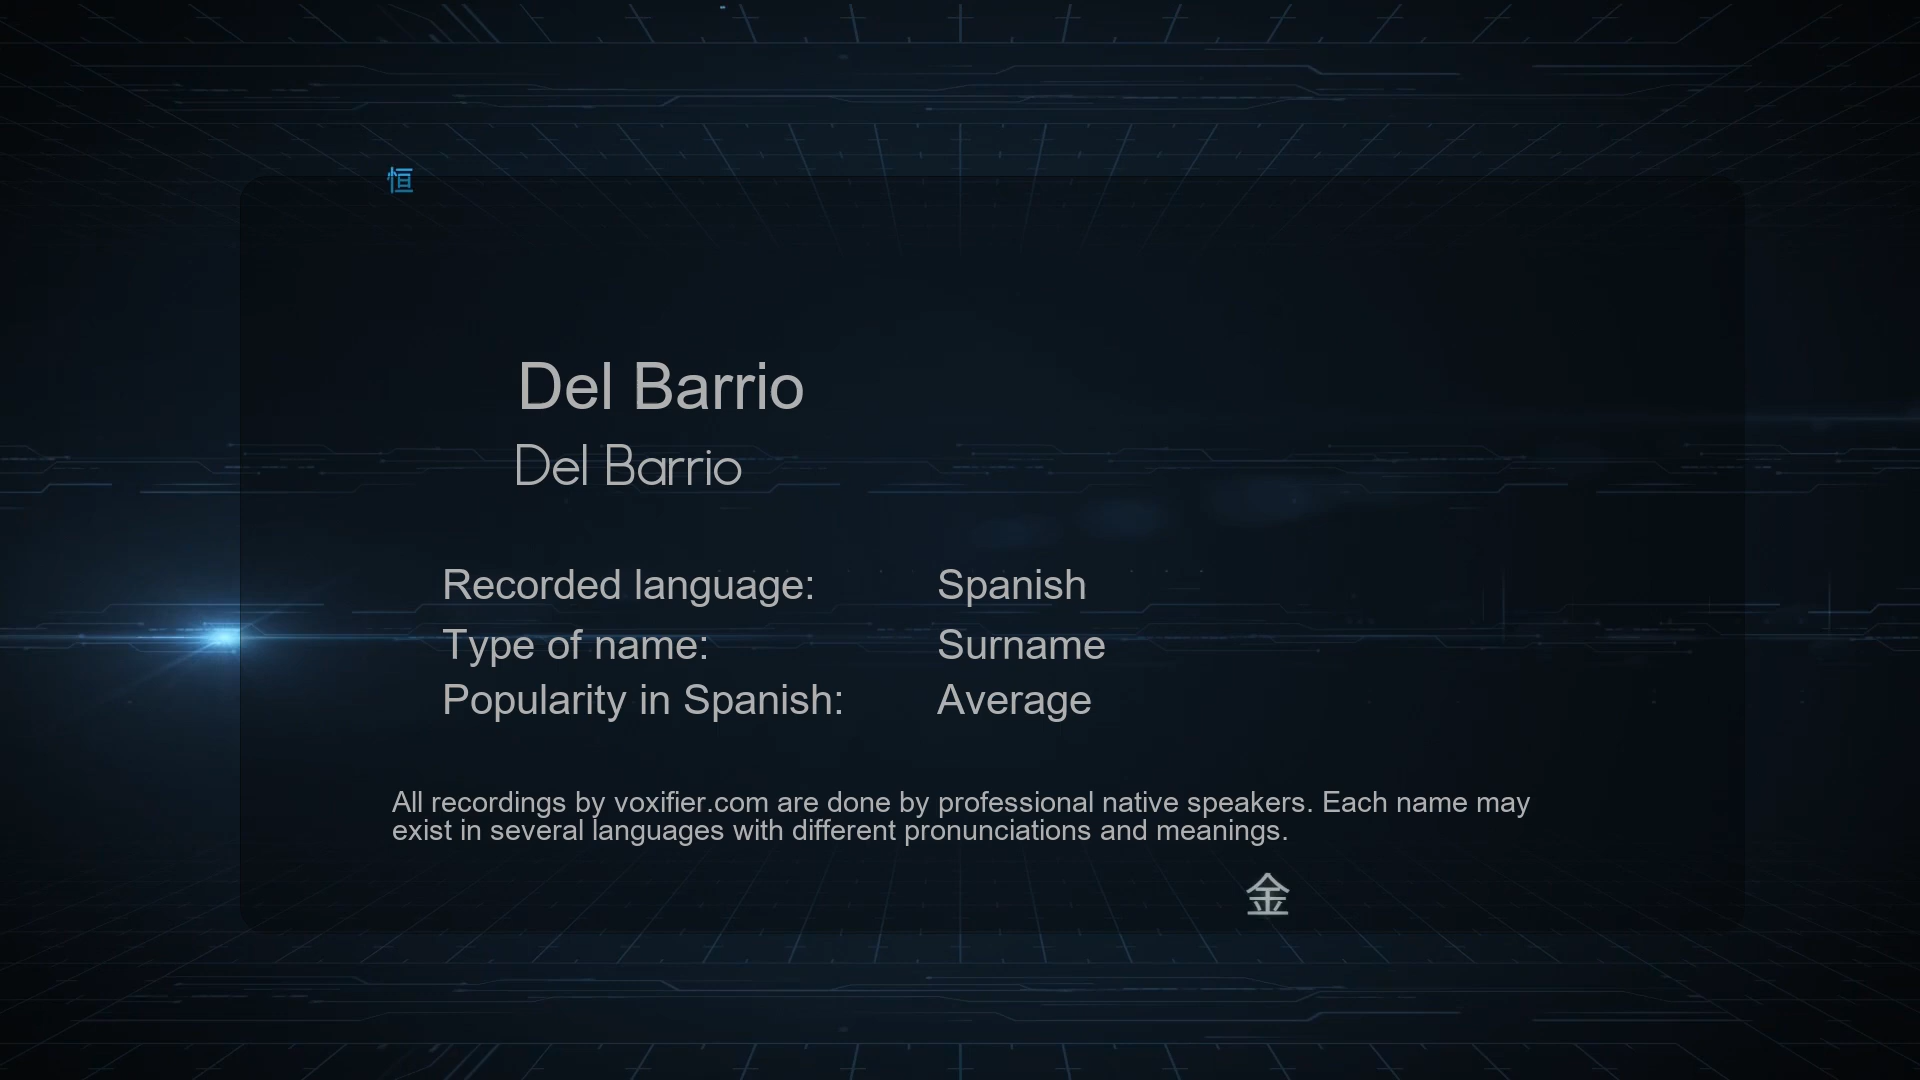 恒
Del Barrio
Del Barrio
Recorded language: Spanish
Type of name: Surname
Popularity in Spanish: Average
All recordings by voxifier.com are done by professional native speakers. Each name may
exist in several languages with different pronunciations and meanings.
金